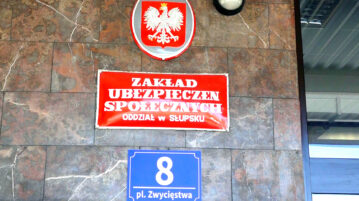 ZAKŁAD
UBEZPIECZEŃ
SPOŁECZNYCH
ODDZIAŁ W SŁUPSKU
8
pl. Zwycięstwa